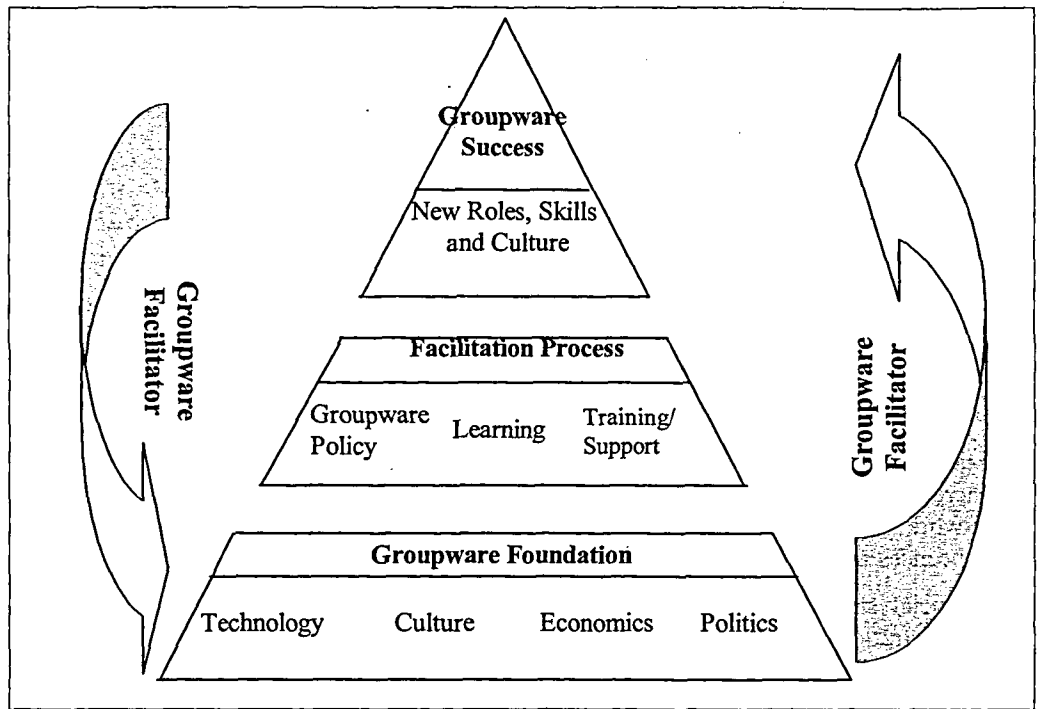 Groupware
Success
New Roles, Skills
and Culture
Groupware
Facilitator
Facilitation Process
Groupware
Policy
Learning
Training/
Support
Groupware
Facilitator
Groupware Foundation
Technology
Culture
Economics
Politics